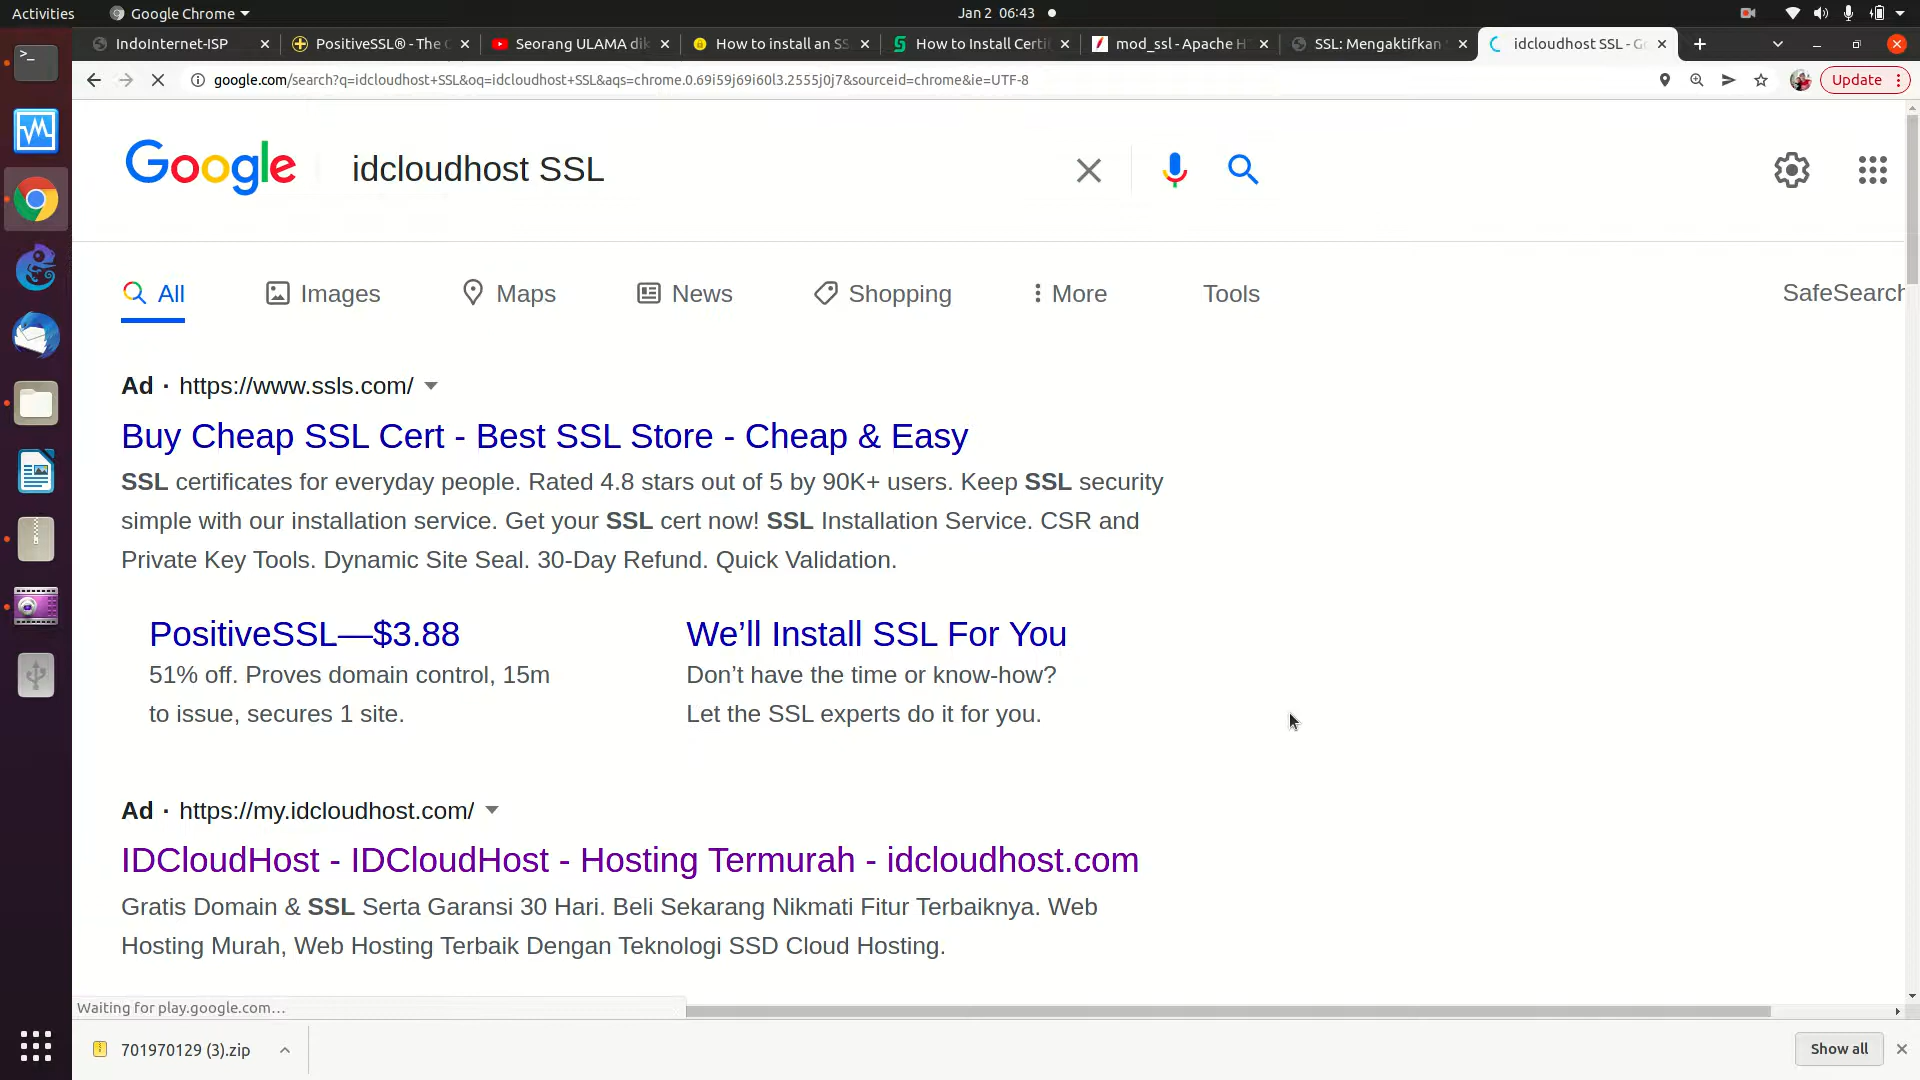 Activities
Google Chrome
Jan 2 06:43
IndoInternet-ISP
PositiveSSL® - The C
Seorang ULAMA dik
How to install an SS
How to Install Certi
mod_ssl - Apache H
SSL: Mengaktifkan
idcloudhost SSL - Go
google.com/search?q=idcloudhost+SSL&oq=idcloudhost+SSL&aqs=chrome.0.69i59j69i60l3.2555j0j7&sourceid=chrome&ie=UTF-8
Update
Google
idcloudhost SSL
All
Images
Maps
News
Shopping
More
Tools
SafeSearch
Ad · https://www.ssls.com/
Buy Cheap SSL Cert - Best SSL Store - Cheap & Easy
SSL certificates for everyday people. Rated 4.8 stars out of 5 by 90K+ users. Keep SSL security
simple with our installation service. Get your SSL cert now! SSL Installation Service. CSR and
Private Key Tools. Dynamic Site Seal. 30-Day Refund. Quick Validation.
PositiveSSL—$3.88
51% off. Proves domain control, 15m
to issue, secures 1 site.
We’ll Install SSL For You
Don’t have the time or know-how?
Let the SSL experts do it for you.
Ad · https://my.idcloudhost.com/
IDCloudHost - IDCloudHost - Hosting Termurah - idcloudhost.com
Gratis Domain & SSL Serta Garansi 30 Hari. Beli Sekarang Nikmati Fitur Terbaiknya. Web
Hosting Murah, Web Hosting Terbaik Dengan Teknologi SSD Cloud Hosting.
Waiting for play.google.com...
701970129 (3).zip
Show all